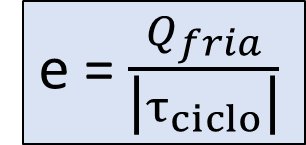 e = Q_fria / |τ_ciclo|